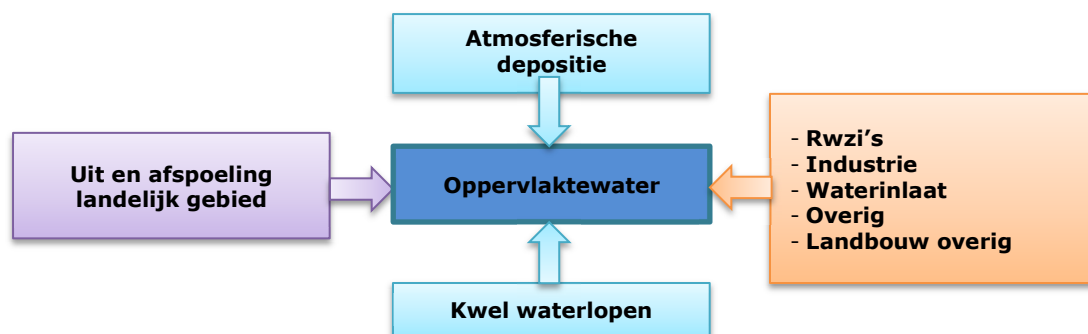 Atmosferische
depositie
Uit en afspoeling
landelijk gebied
Oppervlaktewater
- Rwzi’s
- Industrie
- Waterinlaat
- Overig
- Landbouw overig
Kwel waterlopen